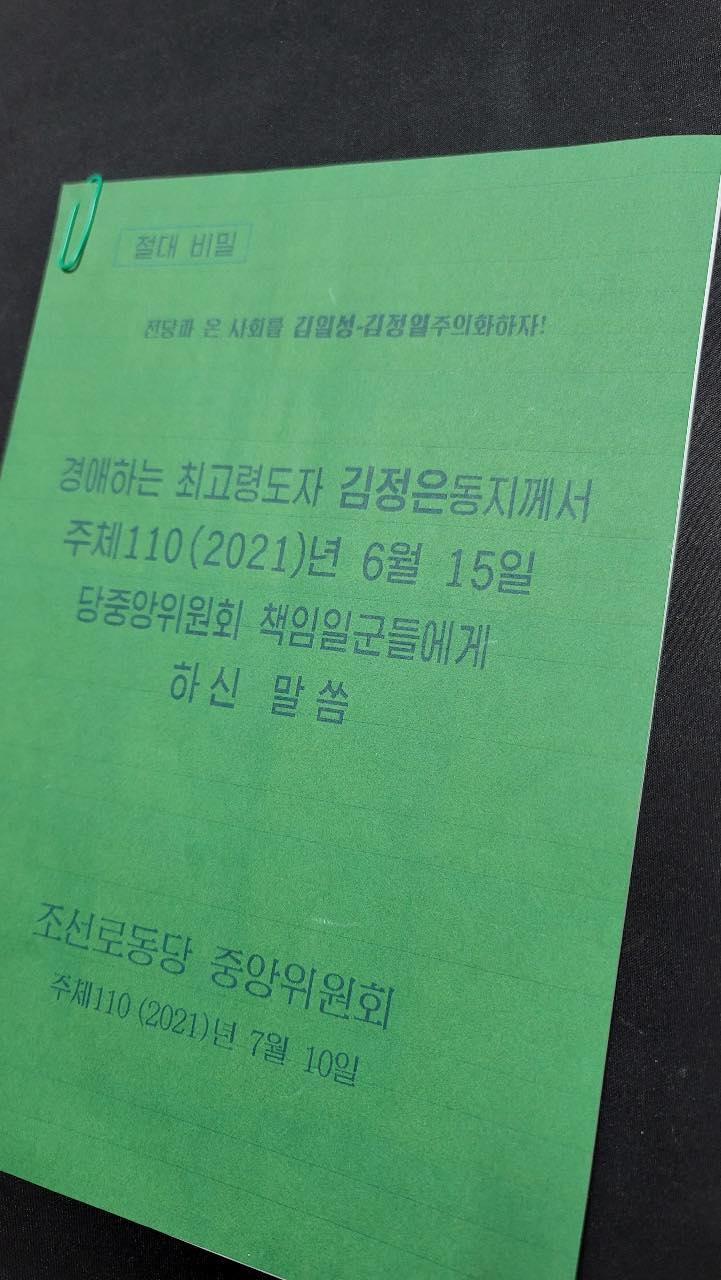 절대 비밀
전당과 온 사회를 김일성-김정일주의화하자!
경애하는 최고령도자 김정은동지께서
주체110(2021)년 6월 15일
당중앙위원회 책임일군들에게
하신 말씀
조선로동당 중앙위원회
주체110(2021)년 7월 10일